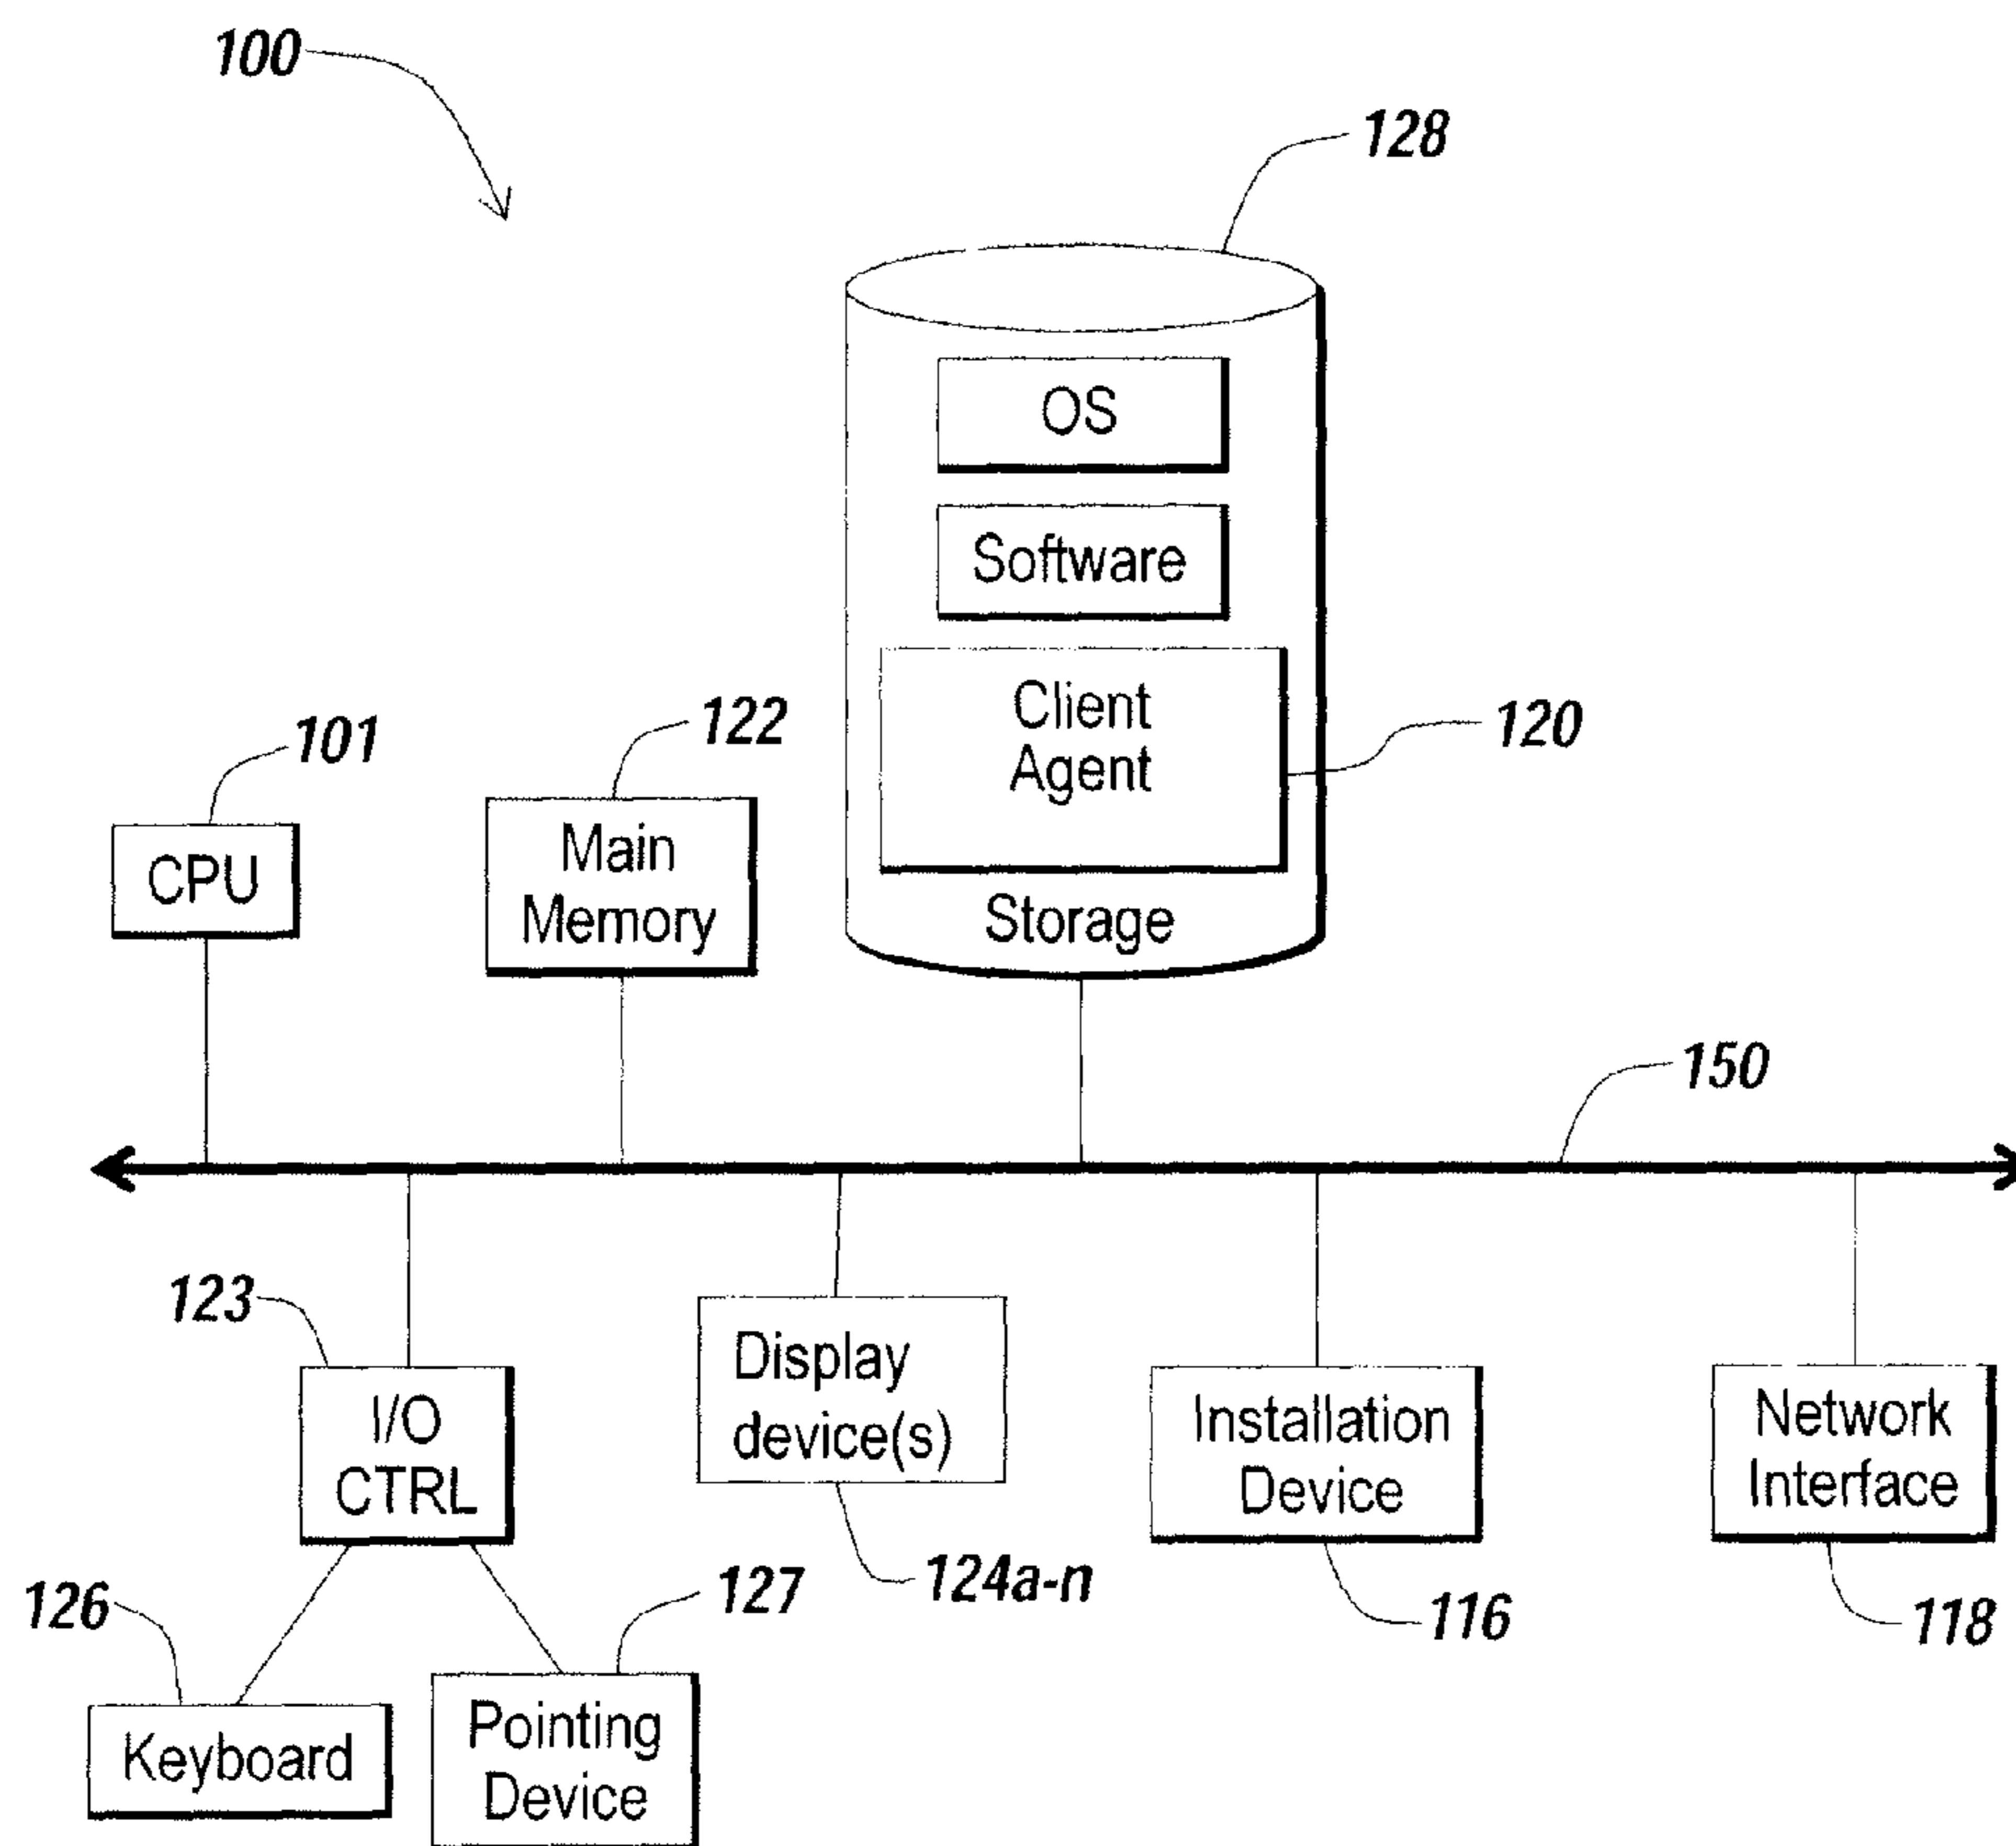 100
128
OS
Software
Client
Agent
120
Storage
101
CPU
122
Main
Memory
150
123
I/O
CTRL
Display
device(s)
124a-n
Installation
Device
116
Network
Interface
118
126
Keyboard
127
Pointing
Device